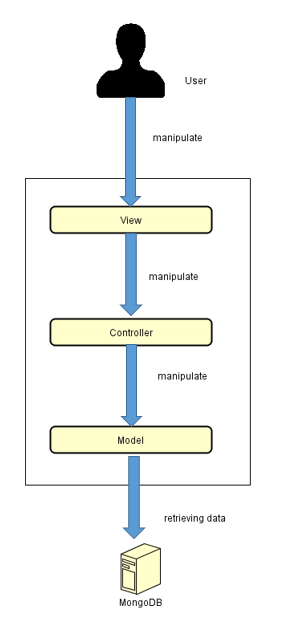 User
manipulate
View
manipulate
Controller
manipulate
Model
retrieving data
MongoDB